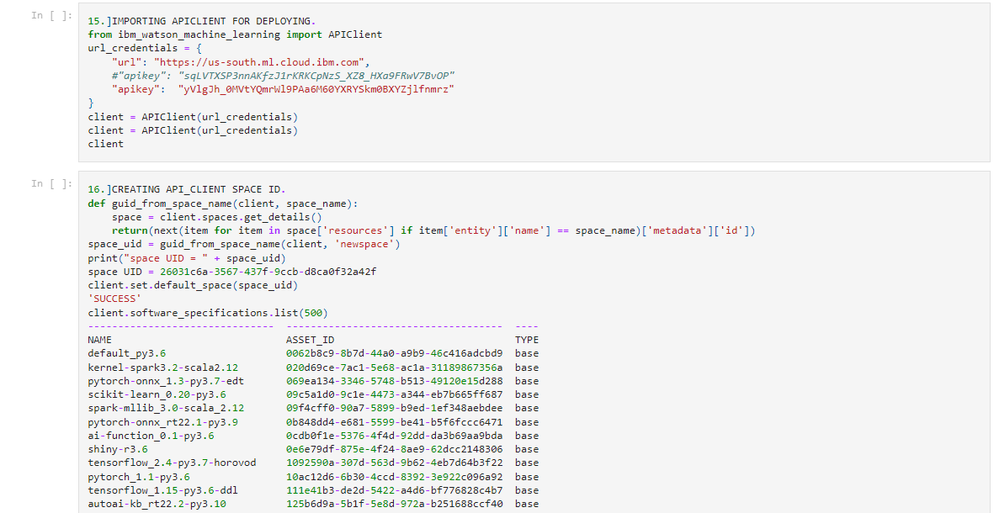 In [ ]:
15.]IMPORTING APICLIENT FOR DEPLOYING.
from ibm_watson_machine_learning import APIClient
url_credentials = {
    "url": "https://us-south.ml.cloud.ibm.com",
    #"apikey": "sqLVTXSP3nnAKfzJ1rKRKCpNzS_XZ8_HXa9FRwV7BvOP"
    "apikey":  "yVlgJh_0MVtYQmrWl9PAa6M60YXRYSkm0BXYZjlfnmrz"
}
client = APIClient(url_credentials)
client = APIClient(url_credentials)
client
In [ ]:
16.]CREATING API_CLIENT SPACE ID.
def guid_from_space_name(client, space_name):
    space = client.spaces.get_details()
    return(next(item for item in space['resources'] if item['entity']['name'] == space_name)['metadata']['id'])
space_uid = guid_from_space_name(client, 'newspace')
print("space UID = " + space_uid)
space UID = 26031c6a-3567-437f-9ccb-d8ca0f32a42f
client.set.default_space(space_uid)
'SUCCESS'
client.software_specifications.list(500)
-------------------------------  ------------------------------------  ----
NAME                             ASSET_ID                              TYPE
default_py3.6                    0062b8c9-8b7d-44a0-a9b9-46c416adcbd9  base
kernel-spark3.2-scala2.12        020d69ce-7ac1-5e68-ac1a-31189867356a  base
pytorch-onnx_1.3-py3.7-edt       069ea134-3346-5748-b513-49120e15d288  base
scikit-learn_0.20-py3.6          09c5a1d0-9c1e-4473-a344-eb7b665ff687  base
spark-mllib_3.0-scala_2.12       09f4cff0-90a7-5899-b9ed-1ef348aebdee  base
pytorch-onnx_rt22.1-py3.9        0b848dd4-e681-5599-be41-b5f6fccc6471  base
ai-function_0.1-py3.6            0cdb0f1e-5376-4f4d-92dd-da3b69aa9bda  base
shiny-r3.6                       0e6e79df-875e-4f24-8ae9-62dcc2148306  base
tensorflow_2.4-py3.7-horovod     1092590a-307d-563d-9b62-4eb7d64b3f22  base
pytorch_1.1-py3.6                10ac12d6-6b30-4ccd-8392-3e922c096a92  base
tensorflow_1.15-py3.6-ddl        111e41b3-de2d-5422-a4d6-bf776828c4b7  base
autoai-kb_rt22.2-py3.10          125b6d9a-5b1f-5e8d-972a-b251688ccf40  base